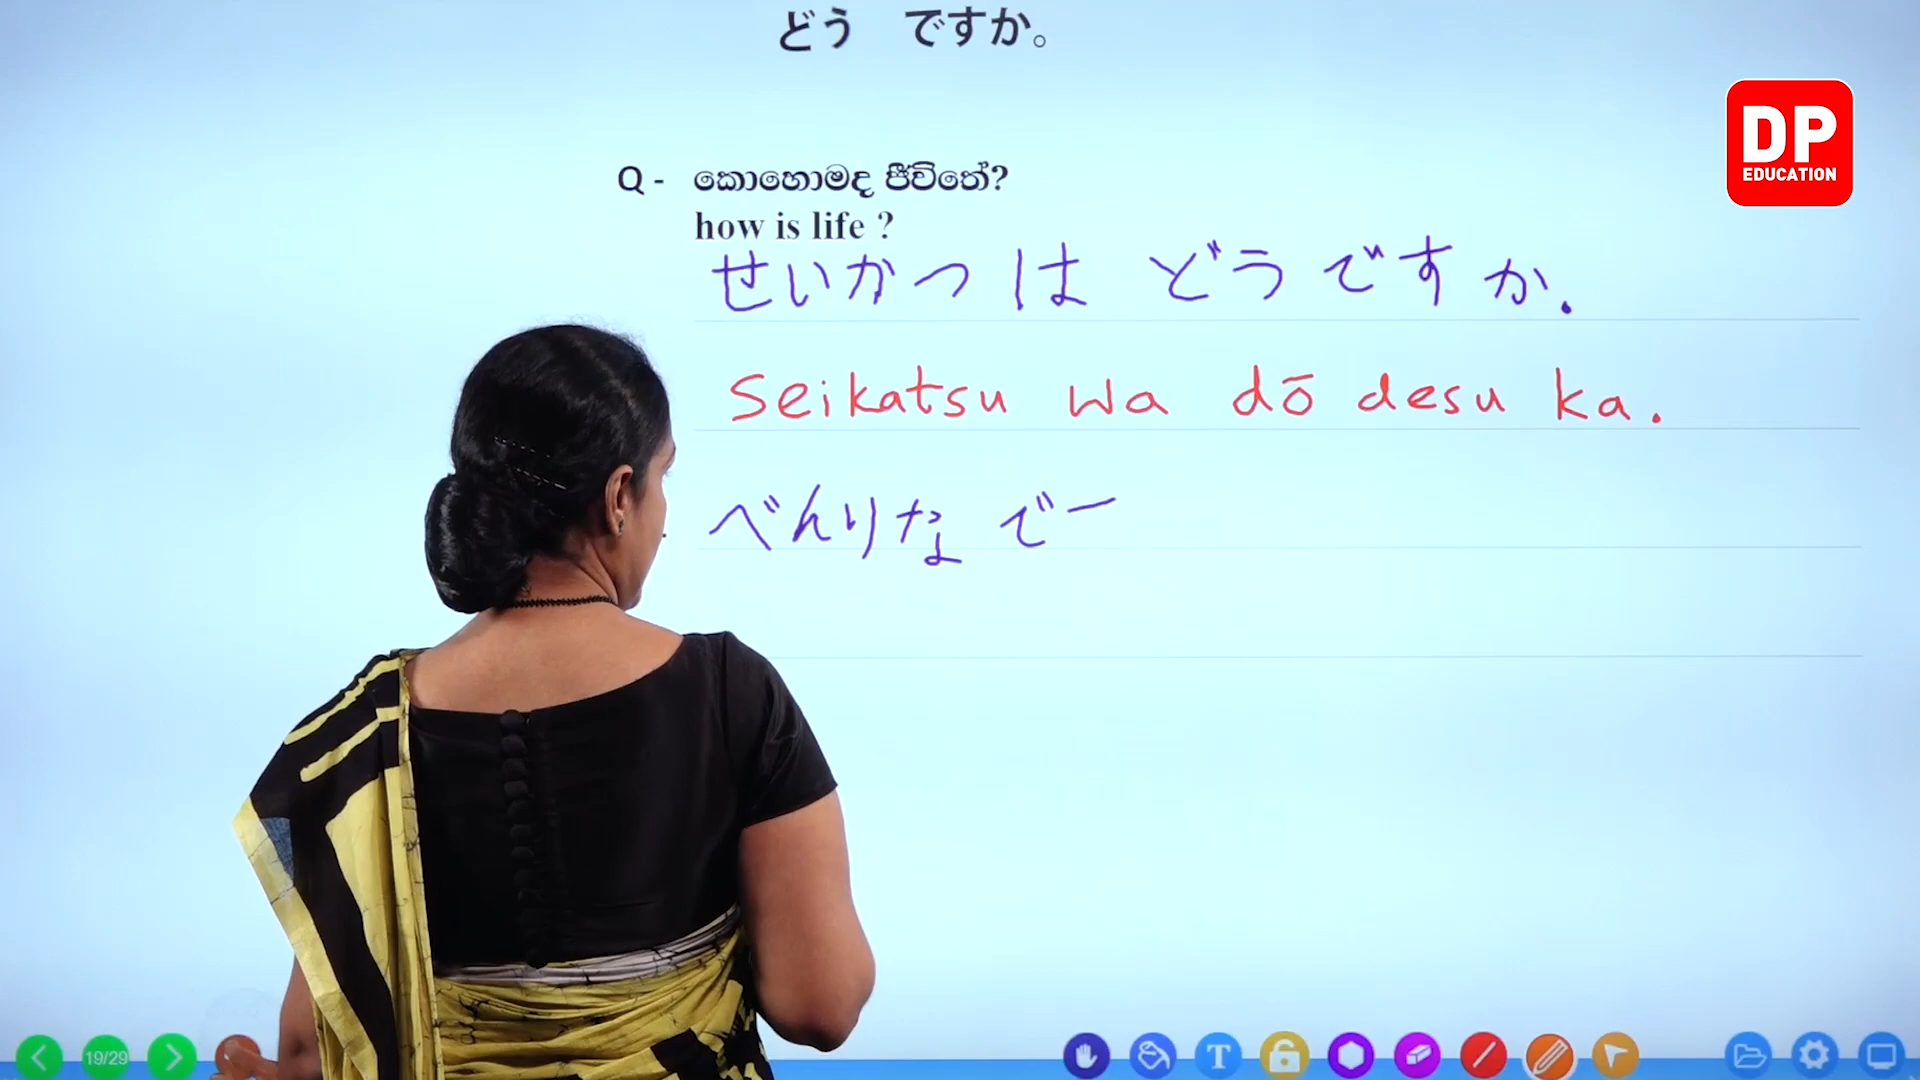 どう ですか。
DP
EDUCATION
Q - කොහොමද ජීවිතේ?
how is life ?
せいかつ は どうですか.
Seikatsu wa dō desu ka.
べんりな で一
19/29
T